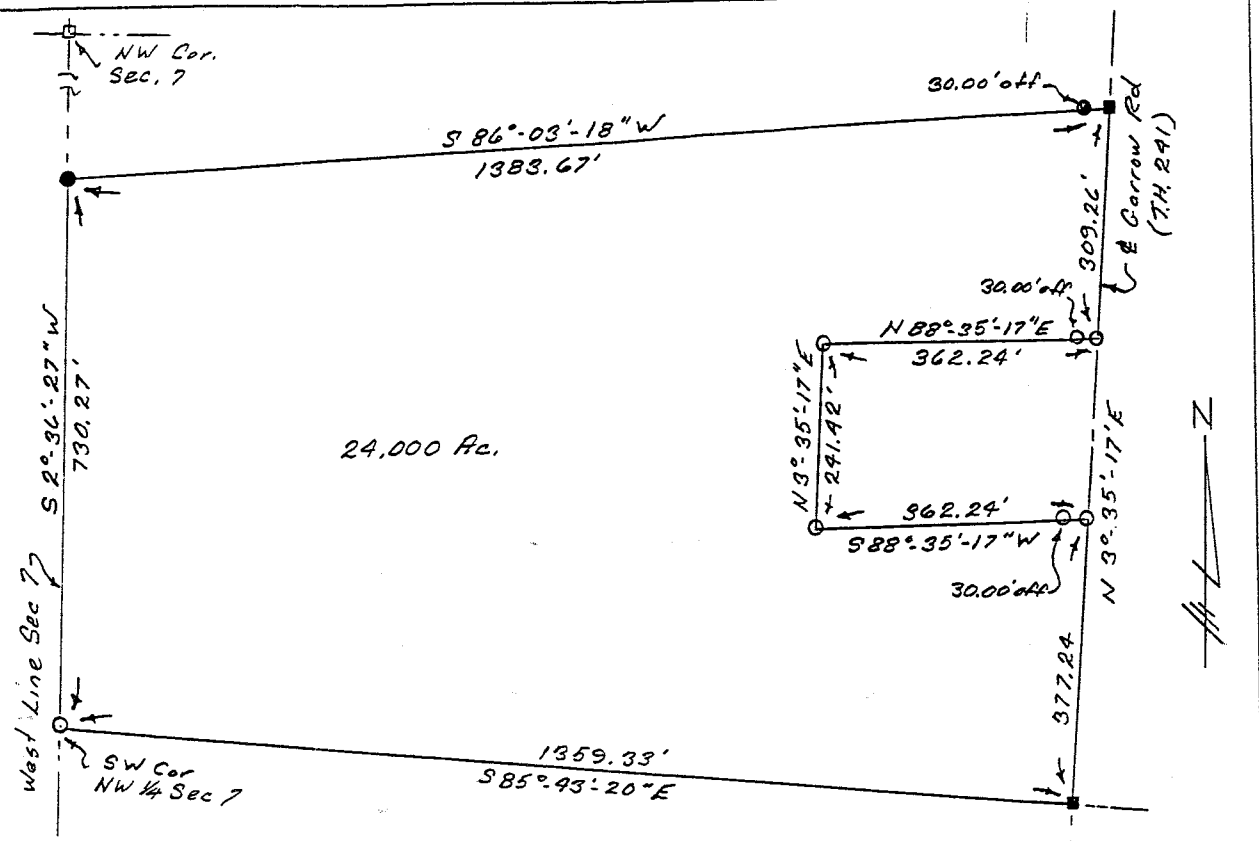 NW Cor.
Sec. 7
30.00' off
S 86°-03'-18" W
1383.67'
309.26'
℄ Garrow Rd
(T.H. 241)
30.00' off
N 88°-35'-17" E
362.24'
N 3°-35'-17" E
241.42'
S 2°-36'-27" W
730.27'
24.000 Ac.
362.24'
S 88°-35'-17" W
30.00' off
N 3°-35'-17' E
377.24
West Line Sec 7
SW Cor
NW 1/4 Sec 7
1359.33'
S 85°-43'-20" E
N